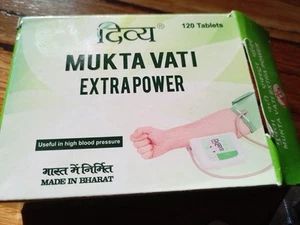 दिव्य®
120 Tablets
MUKTA VATI
EXTRAPOWER
Useful in high blood pressure
भारत में निर्मित
MADE IN BHARAT